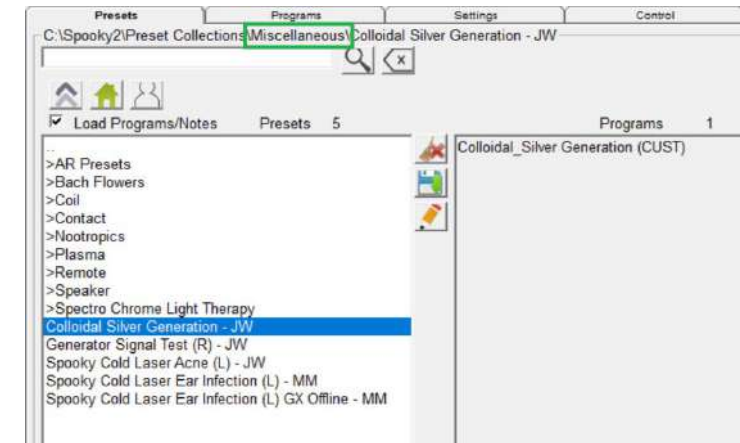 Presets Programs Settings Control
C:\Spooky2\Preset Collections\Miscellaneous\Colloidal Silver Generation - JW
Load Programs/Notes Presets 5 Programs 1
..
>AR Presets
>Bach Flowers
>Coil
>Contact
>Nootropics
>Plasma
>Remote
>Speaker
>Spectro Chrome Light Therapy
Colloidal Silver Generation - JW
Generator Signal Test (R) - JW
Spooky Cold Laser Acne (L) - JW
Spooky Cold Laser Ear Infection (L) - MM
Spooky Cold Laser Ear Infection (L) GX Offline - MM
Colloidal_Silver Generation (CUST)